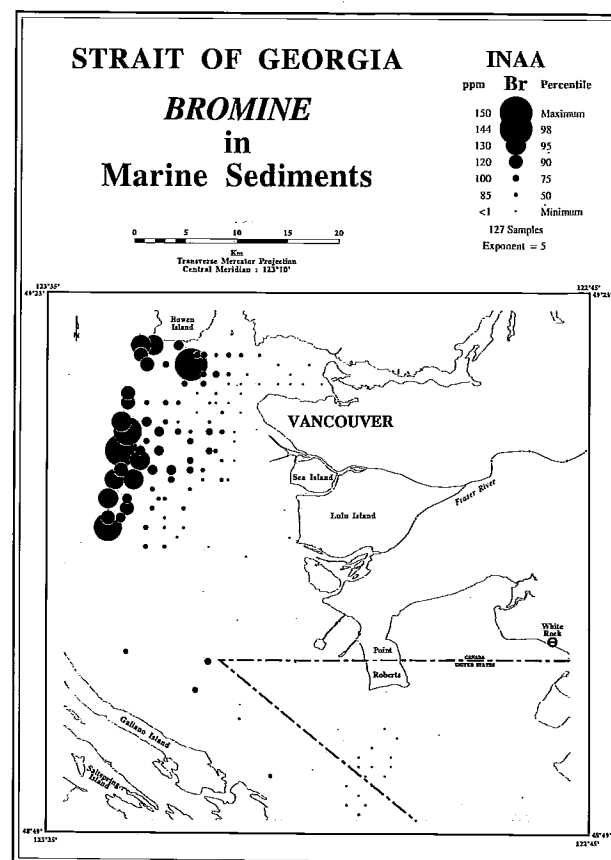 STRAIT OF GEORGIA
BROMINE
in
Marine Sediments
INAA
ppm Br Percentile
150 Maximum
144 98
130 95
120 90
100 75
85 50
<1 Minimum
127 Samples
Exponent = 5
0 5 10 15 20
Km
Transverse Mercator Projection
Central Meridian : 123°10'
123°35' 122°45'
49°25' 49°25'
Bowen
Island
VANCOUVER
Sea Island
Lulu Island
Fraser River
White
Rock
Point
Roberts
CANADA
UNITED STATES
Galiano Island
Saltspring
Island
48°49' 48°49'
123°35' 122°45'